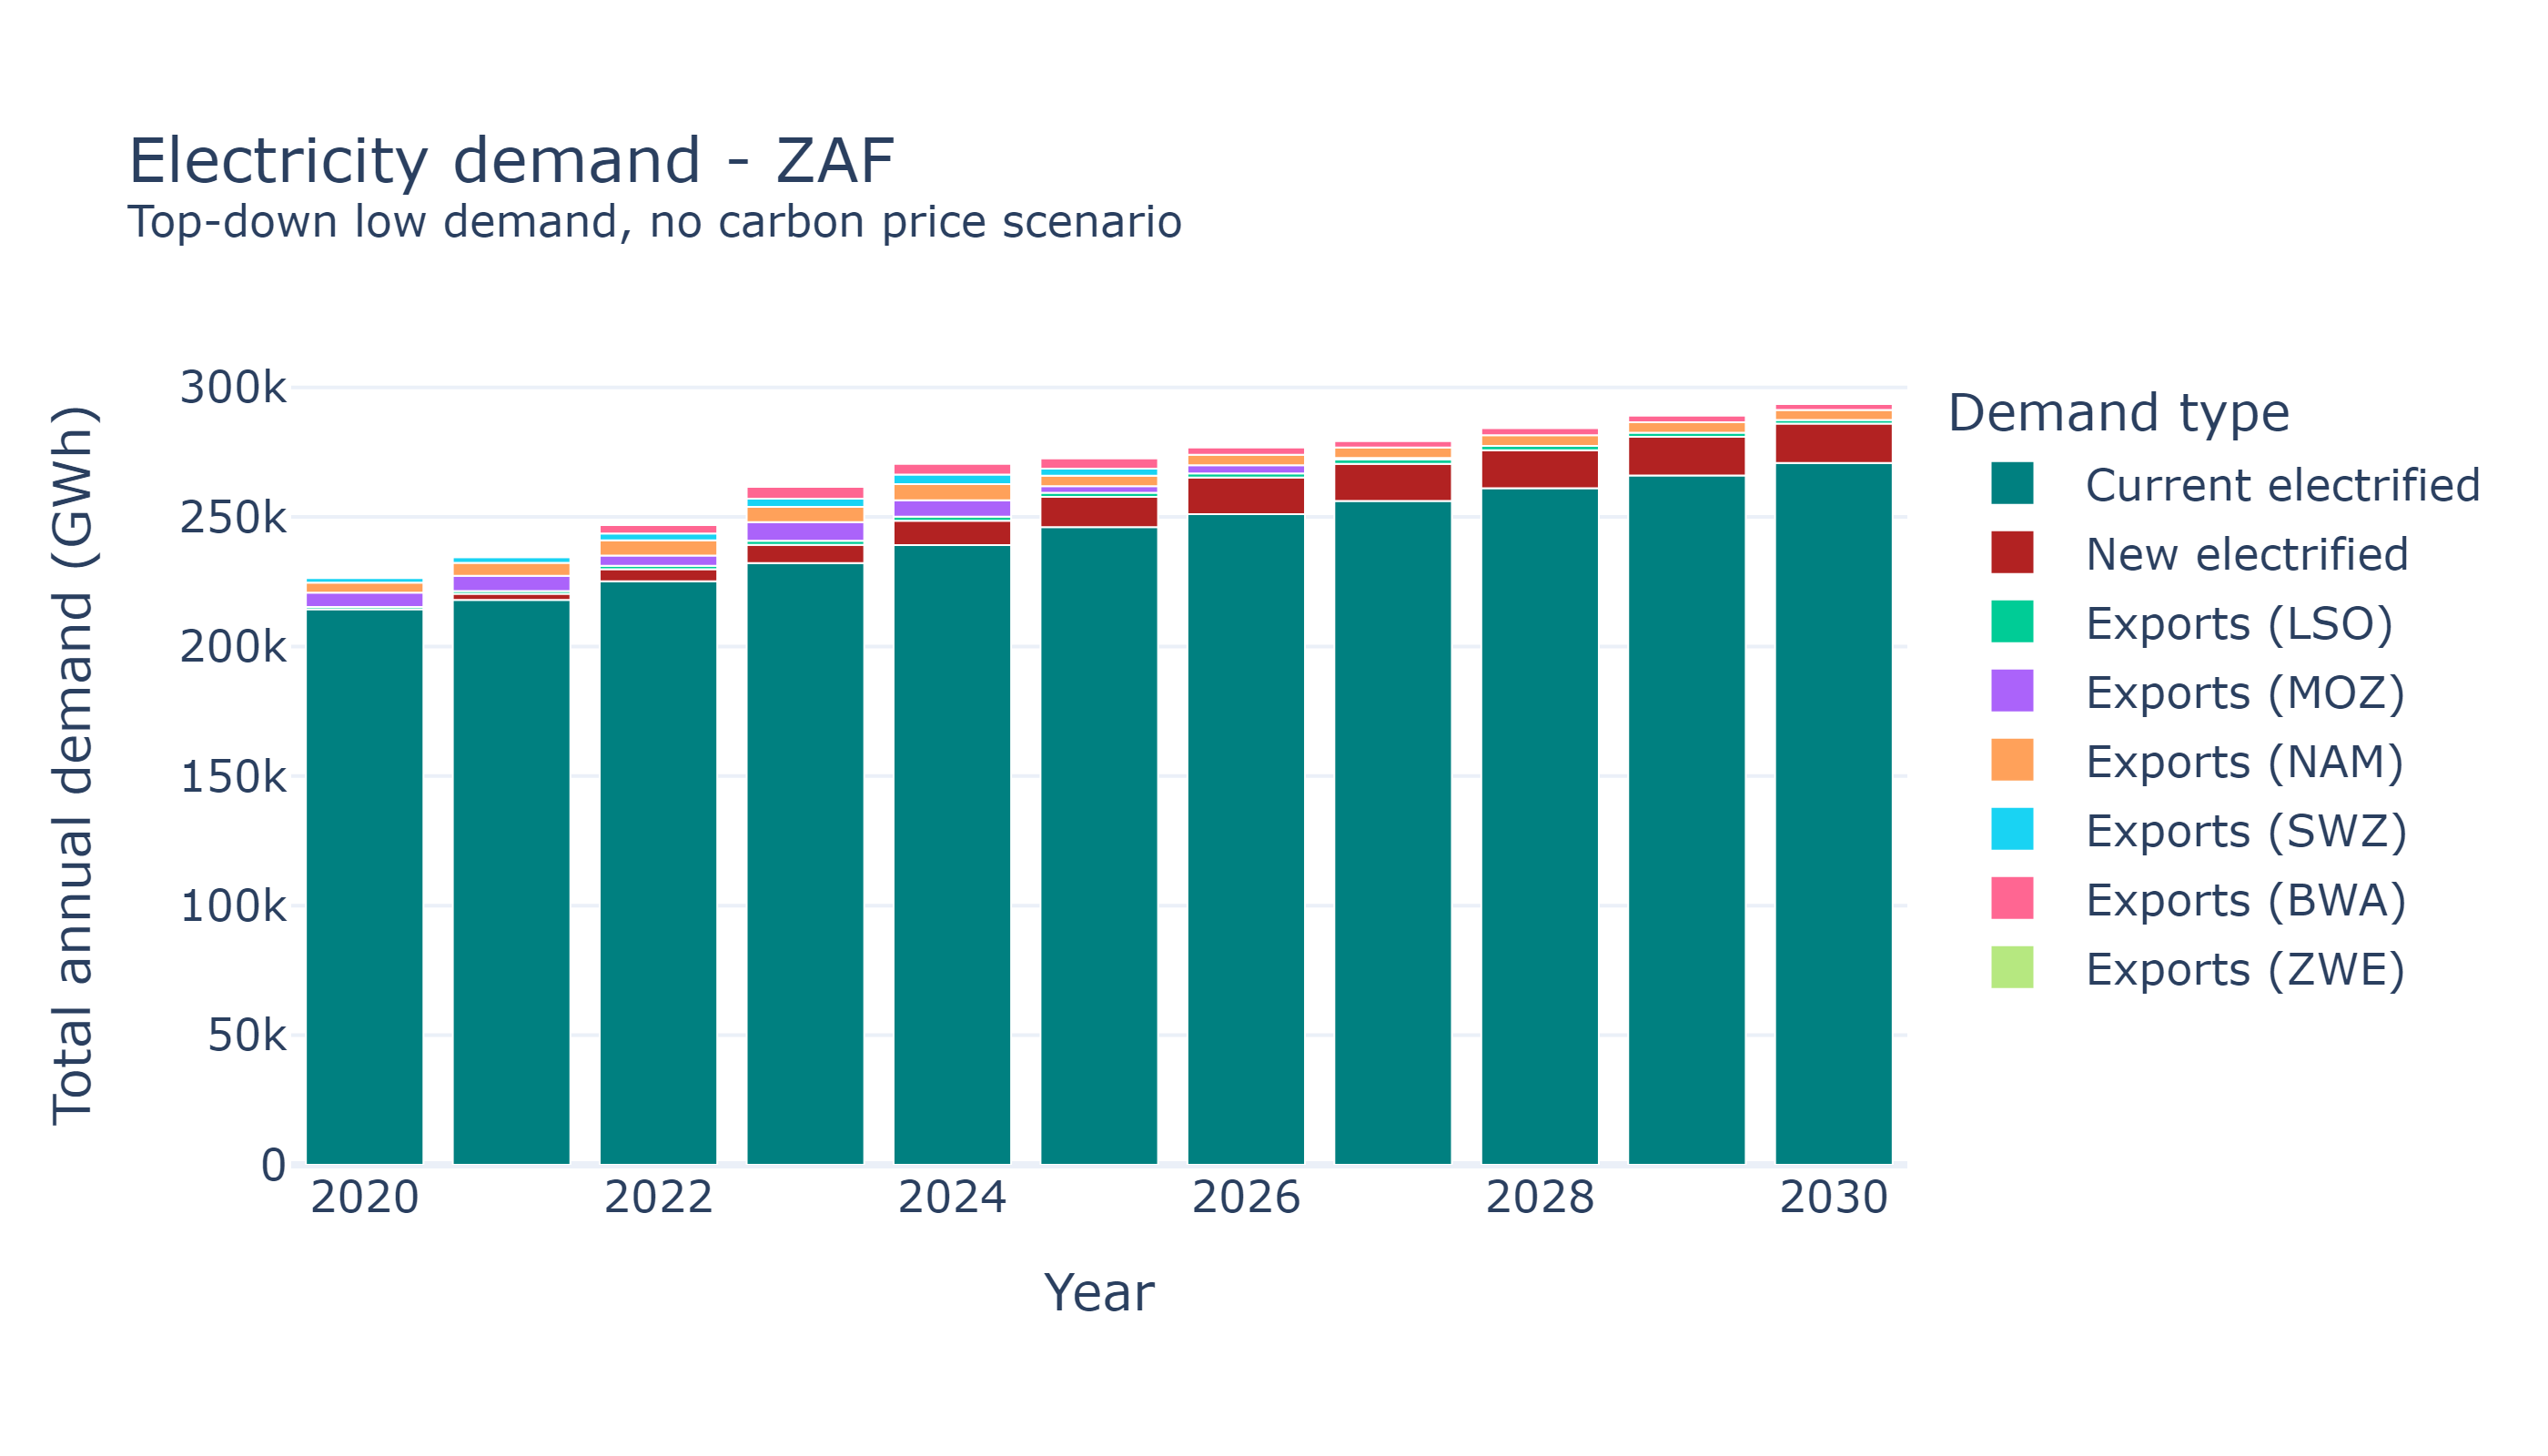 Electricity demand - ZAF
Top-down low demand, no carbon price scenario
Total annual demand (GWh)
300k
250k
200k
150k
100k
50k
0
2020 2022 2024 2026 2028 2030
Year
Demand type
Current electrified
New electrified
Exports (LSO)
Exports (MOZ)
Exports (NAM)
Exports (SWZ)
Exports (BWA)
Exports (ZWE)